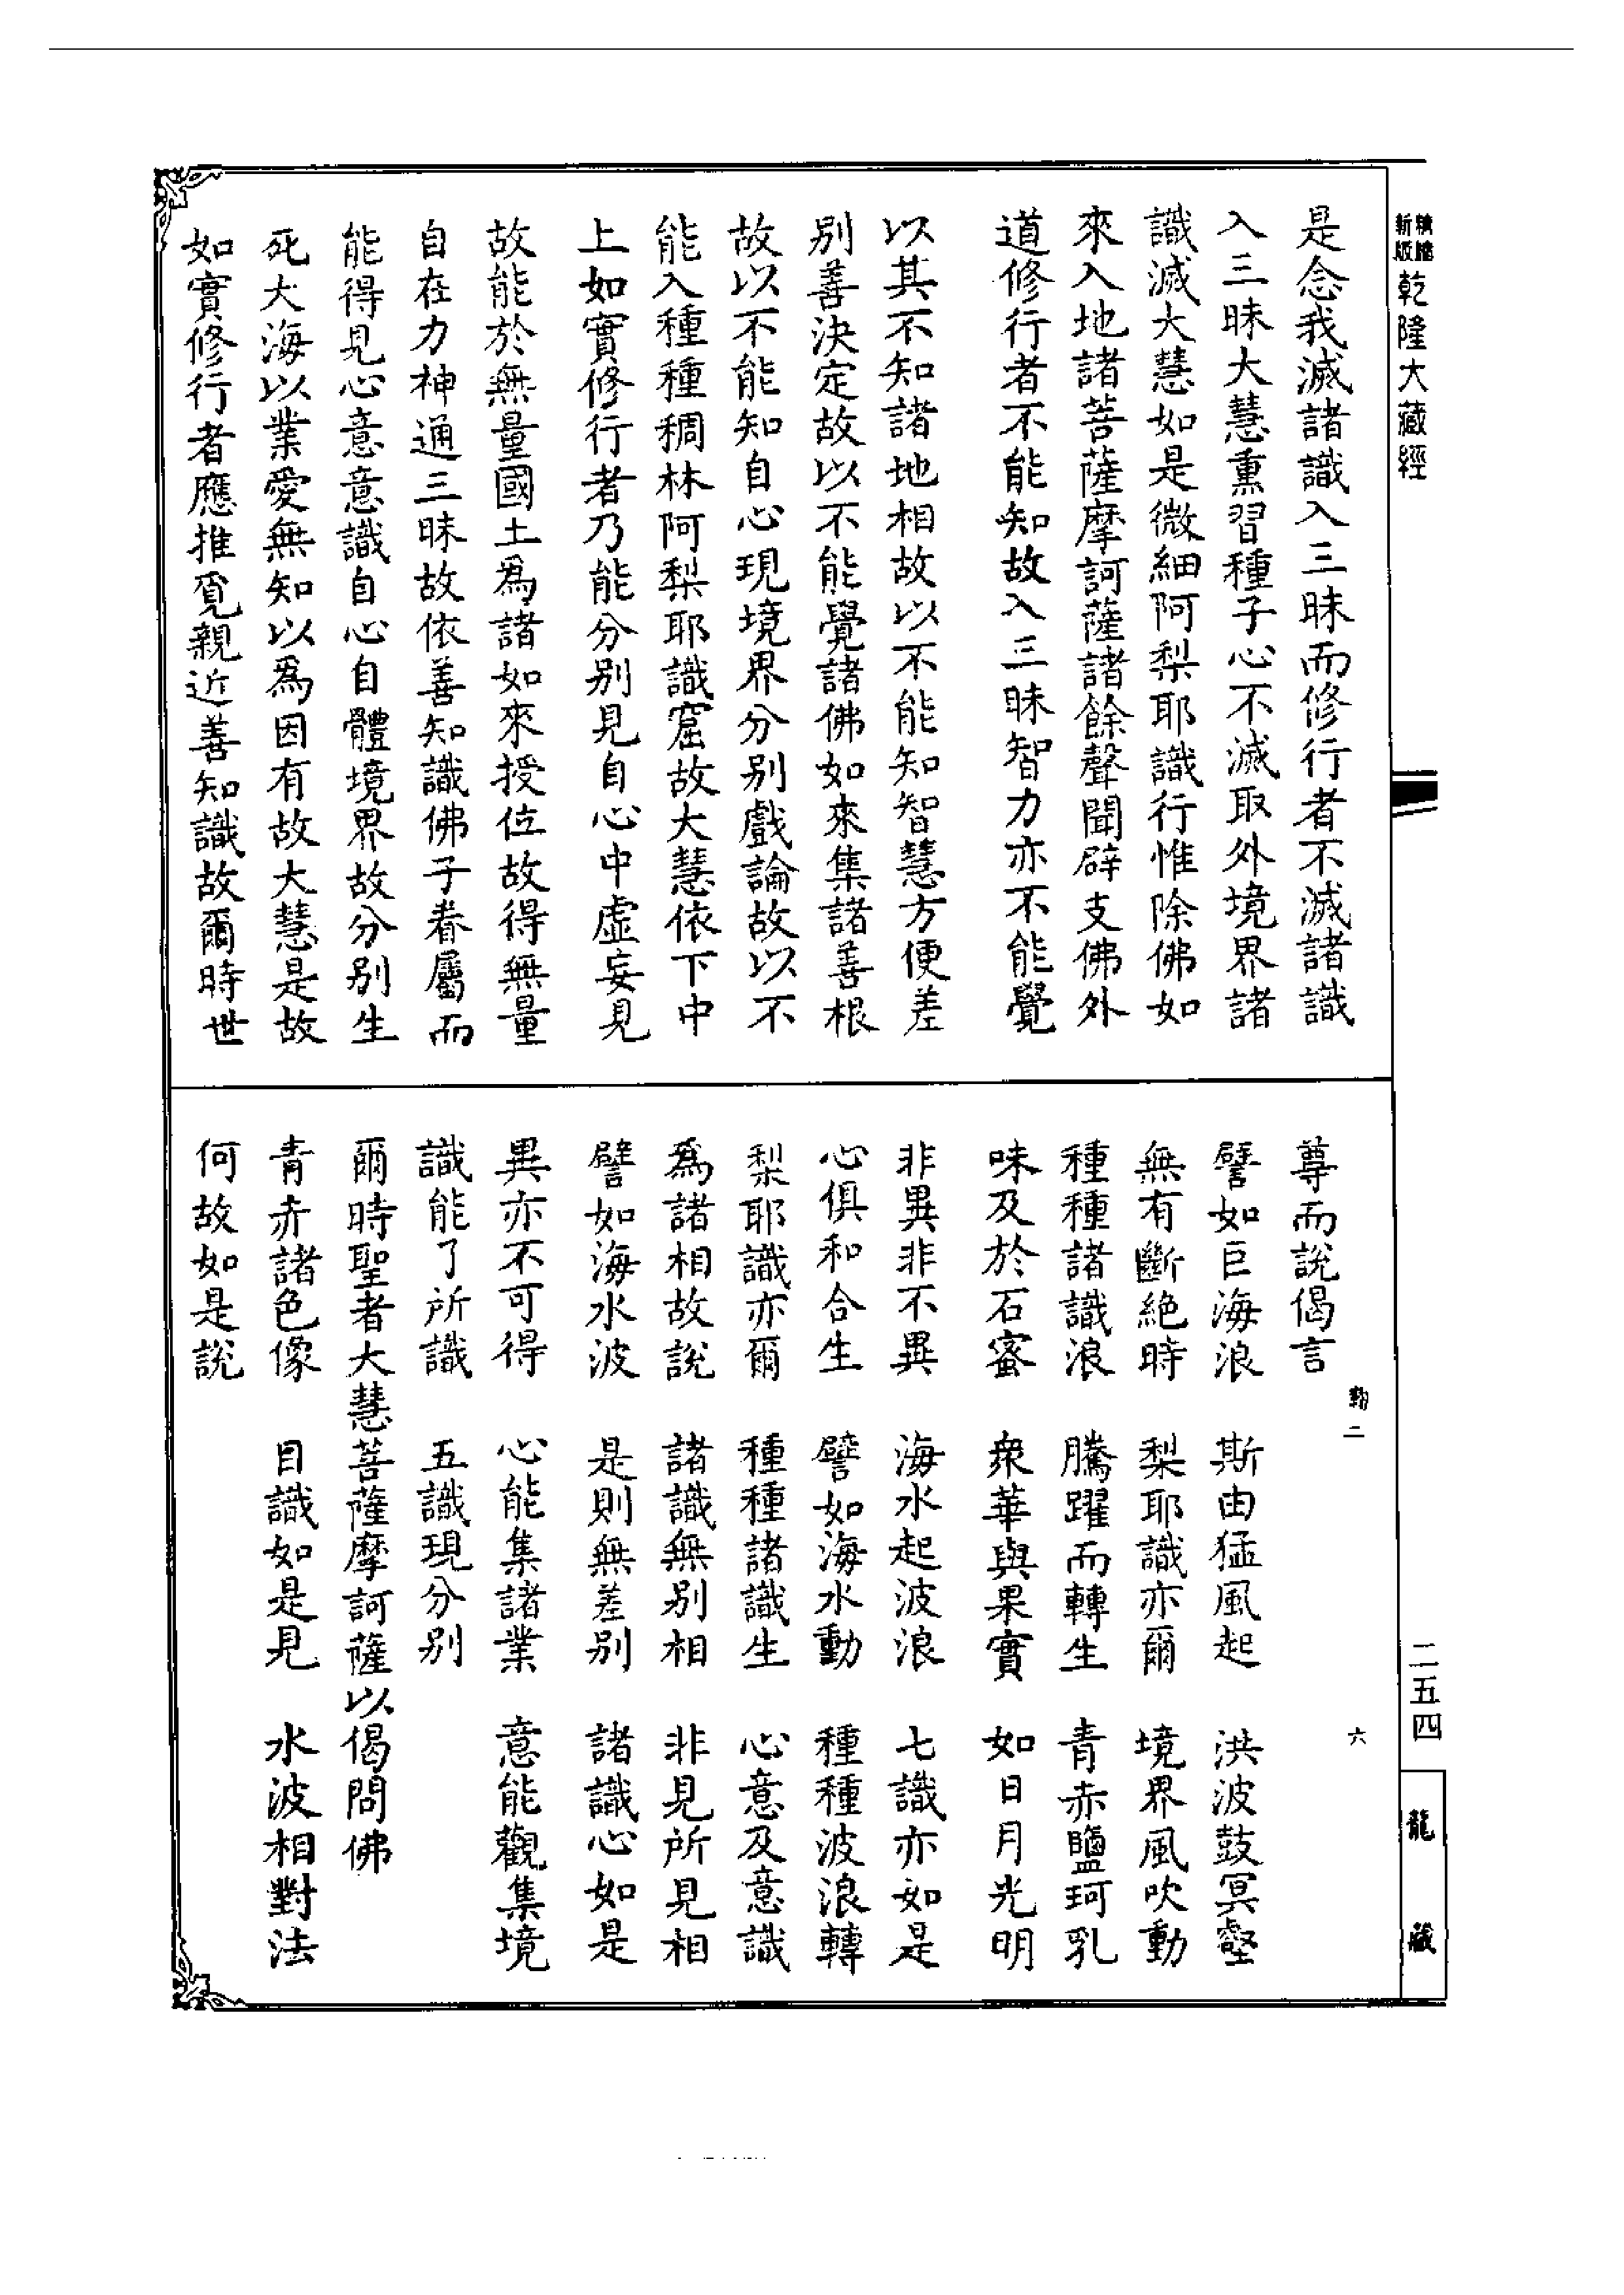 新版
精縮
乾隆大藏經
是念我滅諸識入三昧而修行者不滅諸識
入三昧大慧熏習種子心不滅取外境界諸
識滅大慧如是微細阿梨耶識行惟除佛如
來入地諸菩薩摩訶薩諸餘聲聞辟支佛外
道修行者不能知故入三昧智力亦不能覺
以其不知諸地相故以不能知智慧方便差
別善決定故以不能覺諸佛如來集諸善根
故以不能知自心現境界分別戲論故以不
能入種種稠林阿梨耶識窟故大慧依下中
上如實修行者乃能分別見自心中虛妄見
故能於無量國土爲諸如來授位故得無量
自在力神通三昧故依善知識佛子眷屬而
能得見心意意識自心自體境界故分別生
死大海以業愛無知以爲因有故大慧是故
如實修行者應推覓親近善知識故爾時世
尊而說偈言
譬如巨海浪 斯由猛風起 洪波鼓冥壑
無有斷絕時 梨耶識亦爾 境界風吹動
種種諸識浪 騰躍而轉生 青赤鹽珂乳
味及於石蜜 衆華與果實 如日月光明
非異非不異 海水起波浪 七識亦如是
心俱和合生 譬如海水動 種種波浪轉
梨耶識亦爾 種種諸識生 心意及意識
爲諸相故說 諸識無別相 非見所見相
譬如海水波 是則無差別 諸識心如是
異亦不可得 心能集諸業 意能觀集境
識能了所識 五識現分別
爾時聖者大慧菩薩摩訶薩以偈問佛
青赤諸色像 目識如是見 水波相對法
何故如是說
二
六
二五四
龍藏